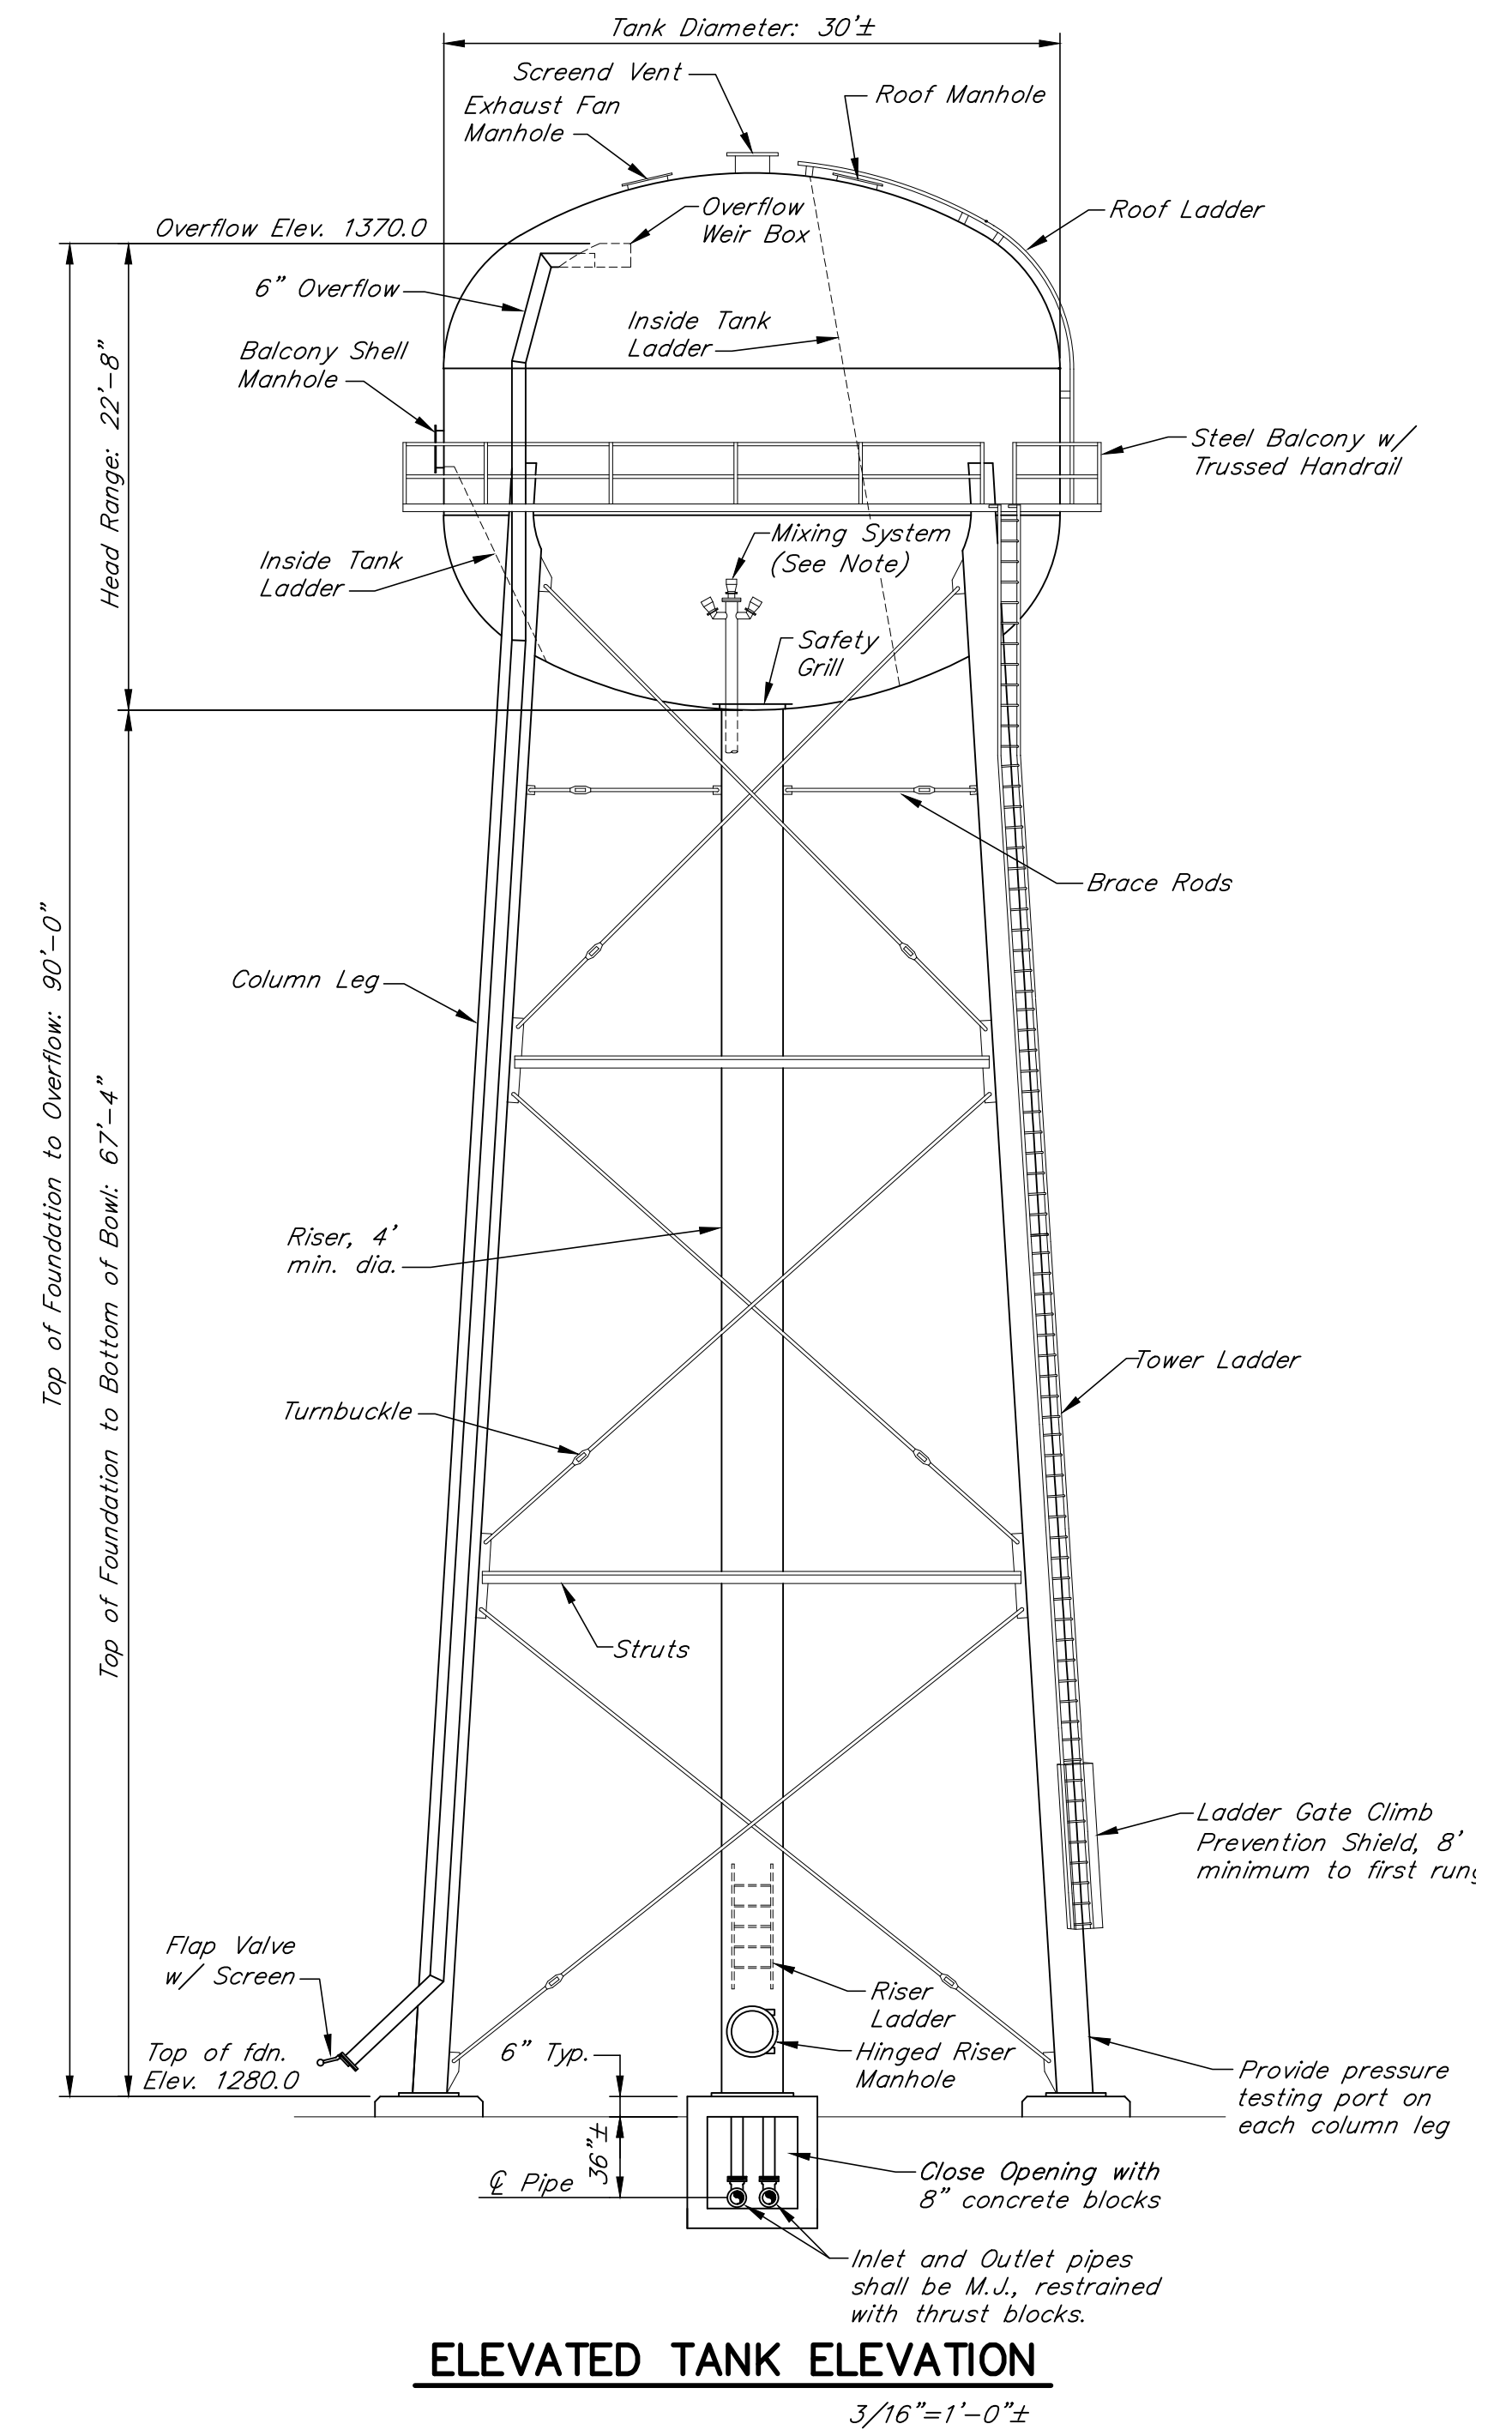 Tank Diameter: 30'±
Screend Vent
Exhaust Fan
Manhole
Roof Manhole
Overflow
Weir Box
Roof Ladder
Overflow Elev. 1370.0
6" Overflow
Inside Tank
Ladder
Balcony Shell
Manhole
Head Range: 22'-8"
Steel Balcony w/
Trussed Handrail
Mixing System
(See Note)
Inside Tank
Ladder
Safety
Grill
Brace Rods
Column Leg
Top of Foundation to Overflow: 90'-0"
Top of Foundation to Bottom of Bowl: 67'-4"
Riser, 4'
min. dia.
Tower Ladder
Turnbuckle
Struts
Ladder Gate Climb
Prevention Shield, 8'
minimum to first rung
Flap Valve
w/ Screen
Riser
Ladder
Top of fdn.
Elev. 1280.0
6" Typ.
Hinged Riser
Manhole
Provide pressure
testing port on
each column leg
36"±
℄ Pipe
Close Opening with
8" concrete blocks
Inlet and Outlet pipes
shall be M.J., restrained
with thrust blocks.
ELEVATED TANK ELEVATION
3/16"=1'-0"±